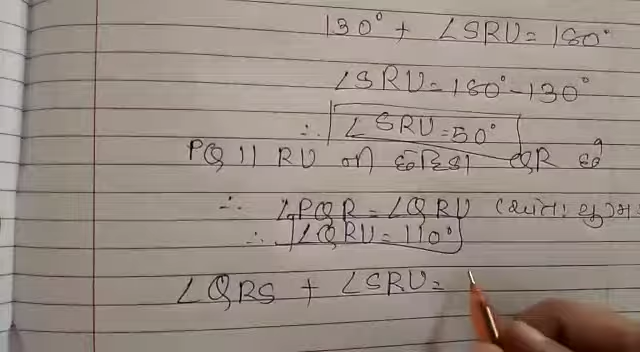 130° + ∠SRU = 180°
∠SRU = 180° - 130°
∴ ∠SRU = 50°
PQ || RU ની છેદિકા QR છે
∴ ∠PQR = ∠QRU (અંતઃ યુગ્મ
∴ ∠QRU = 110°
∠QRS + ∠SRU =